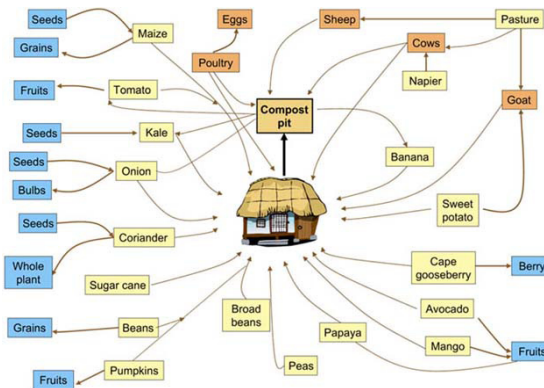 Seeds
Eggs
Sheep
Pasture
Grains
Maize
Cows
Poultry
Fruits
Tomato
Napier
Goat
Compost
pit
Seeds
Kale
Seeds
Onion
Banana
Bulbs
Seeds
Sweet
potato
Coriander
Whole
plant
Cape
gooseberry
Berry
Sugar cane
Broad
beans
Avocado
Grains
Beans
Papaya
Mango
Fruits
Pumpkins
Peas
Fruits